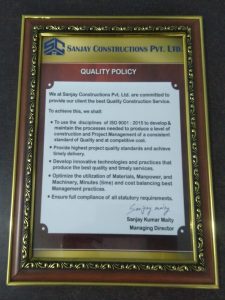 SANJAY CONSTRUCTIONS PVT. LTD
QUALITY POLICY
We at Sanjay Constructions Pvt. Ltd. are committed to
provide our client the best Quality Construction Service.
To achieve this, we shall:
• To use the disciplines of ISO 9001 : 2015 to develop &
maintain the processes needed to produce a level of
construction and Project Management of a consistent
standard of Quality and at competitive cost.
• Provide highest project quality standards and achieve
timely delivery.
• Develop innovative technologies and practices that
produce the best quality and timely services.
• Optimize the utilization of Materials, Manpower, and
Machinery, Minutes (time) and cost balancing best
Management practices.
• Ensure full compliance of all statutory requirements.
Sanjay Maity
Sanjay Kumar Maity
Managing Director